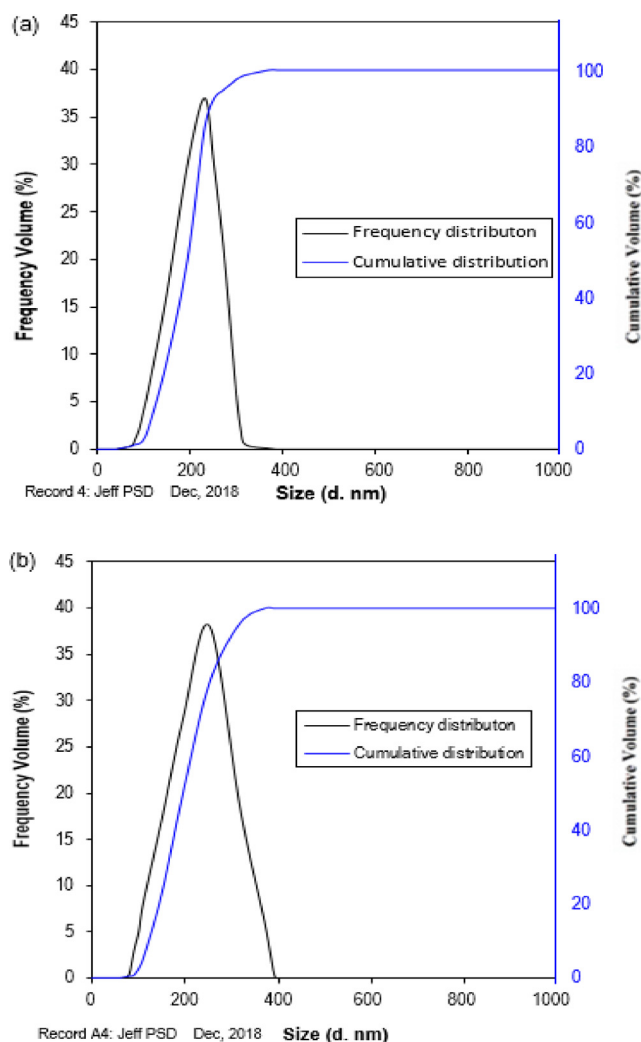 (a)
45
40
35
30
25
20
15
10
5
0
Frequency Volume (%)
100
80
60
40
20
0
Cumulative Volume (%)
Frequency distributon
Cumulative distribution
0 200 400 600 800 1000
Record 4: Jeff PSD Dec, 2018 Size (d. nm)
(b)
45
40
35
30
25
20
15
10
5
0
Frequency Volume (%)
100
80
60
40
20
0
Cumulative Volume (%)
Frequency distributon
Cumulative distribution
0 200 400 600 800 1000
Record A4: Jeff PSD Dec, 2018 Size (d. nm)